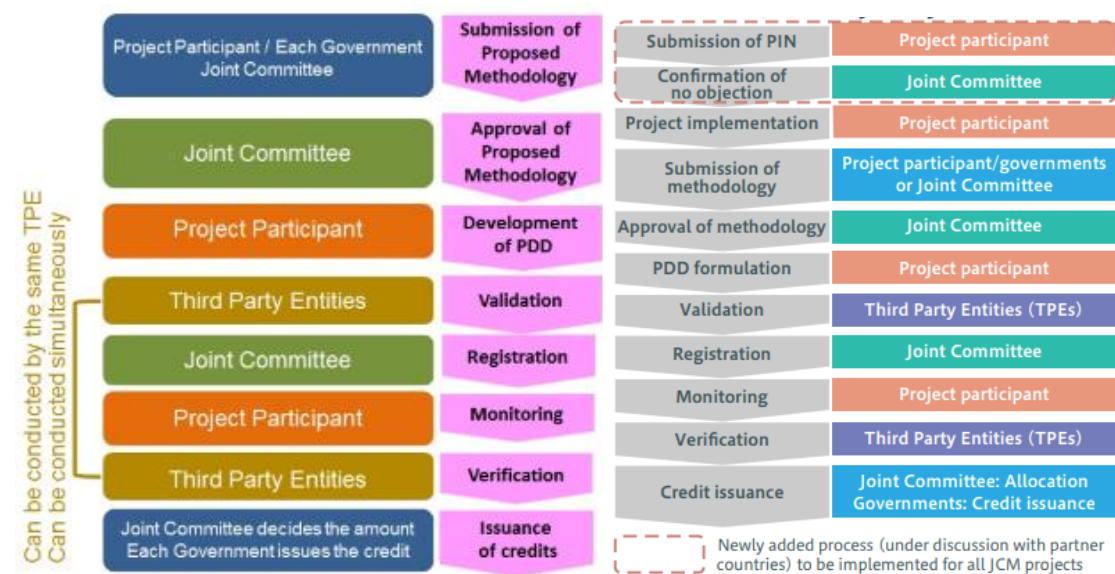 Project Participant / Each Government
Joint Committee
Submission of
Proposed
Methodology
Joint Committee
Approval of
Proposed
Methodology
Project Participant
Development
of PDD
Third Party Entities
Validation
Joint Committee
Registration
Project Participant
Monitoring
Third Party Entities
Verification
Joint Committee decides the amount
Each Government issues the credit
Issuance
of credits
Can be conducted by the same TPE
Can be conducted simultaneously
Submission of PIN
Project participant
Confirmation of
no objection
Joint Committee
Project implementation
Project participant
Submission of
methodology
Project participant/governments
or Joint Committee
Approval of methodology
Joint Committee
PDD formulation
Project participant
Validation
Third Party Entities (TPEs)
Registration
Joint Committee
Monitoring
Project participant
Verification
Third Party Entities (TPEs)
Credit issuance
Joint Committee: Allocation
Governments: Credit issuance
Newly added process (under discussion with partner
countries) to be implemented for all JCM projects